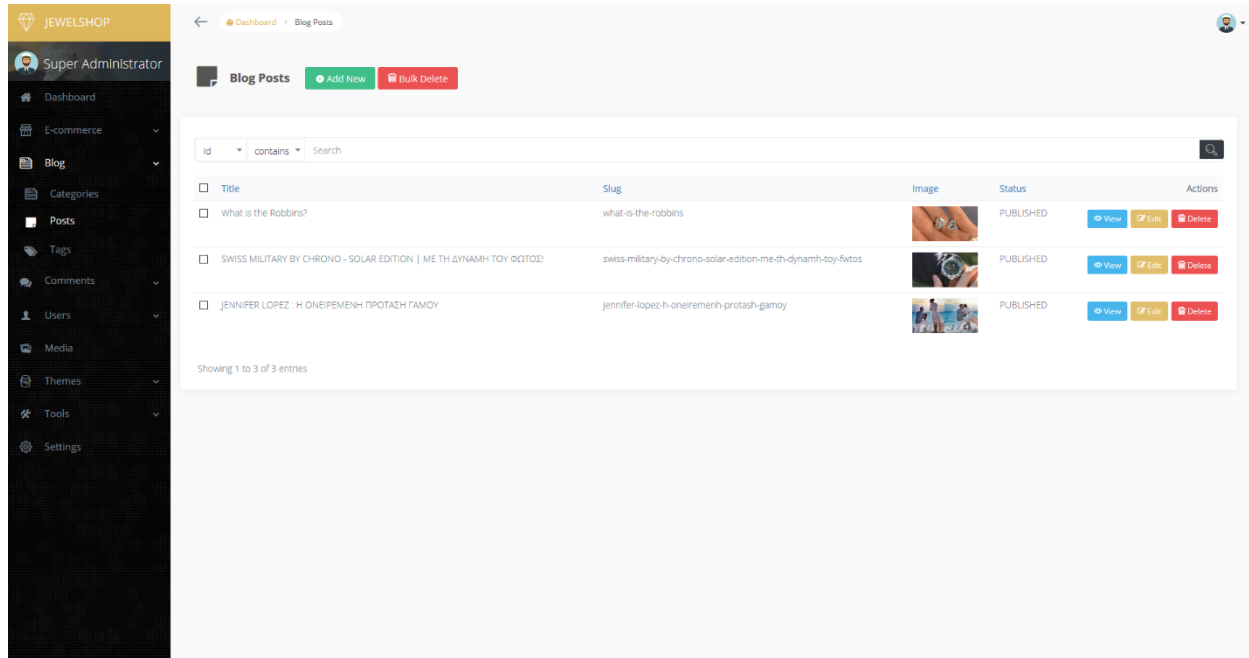 JEWELSHOP
Dashboard > Blog Posts
Super Administrator
Blog Posts Add New Bulk Delete
Dashboard
E-commerce
Blog
Categories
Posts
Tags
Comments
Users
Media
Themes
Tools
Settings
Id contains Search
Title Slug Image Status Actions
What is the Robbins? what-is-the-robbins PUBLISHED View Edit Delete
SWISS MILITARY BY CHRONO - SOLAR EDITION | ΜΕ ΤΗ ΔΥΝΑΜΗ ΤΟΥ ΦΩΤΟΣ! swiss-military-by-chrono-solar-edition-me-th-dynamh-toy-fwtos PUBLISHED View Edit Delete
JENNIFER LOPEZ : Η ΟΝΕΙΡΕΜΕΝΗ ΠΡΟΤΑΣΗ ΓΑΜΟΥ jennifer-lopez-h-oneiremenh-protash-gamoy PUBLISHED View Edit Delete
Showing 1 to 3 of 3 entries